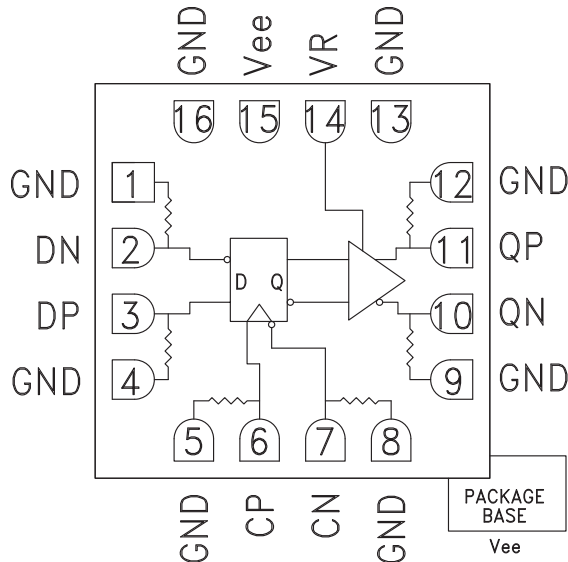 GND
Vee
VR
GND
16
15
14
13
GND
1
12
GND
DN
2
11
QP
D
Q
DP
3
10
QN
GND
4
9
GND
5
6
7
8
GND
CP
CN
GND
PACKAGE
BASE
Vee